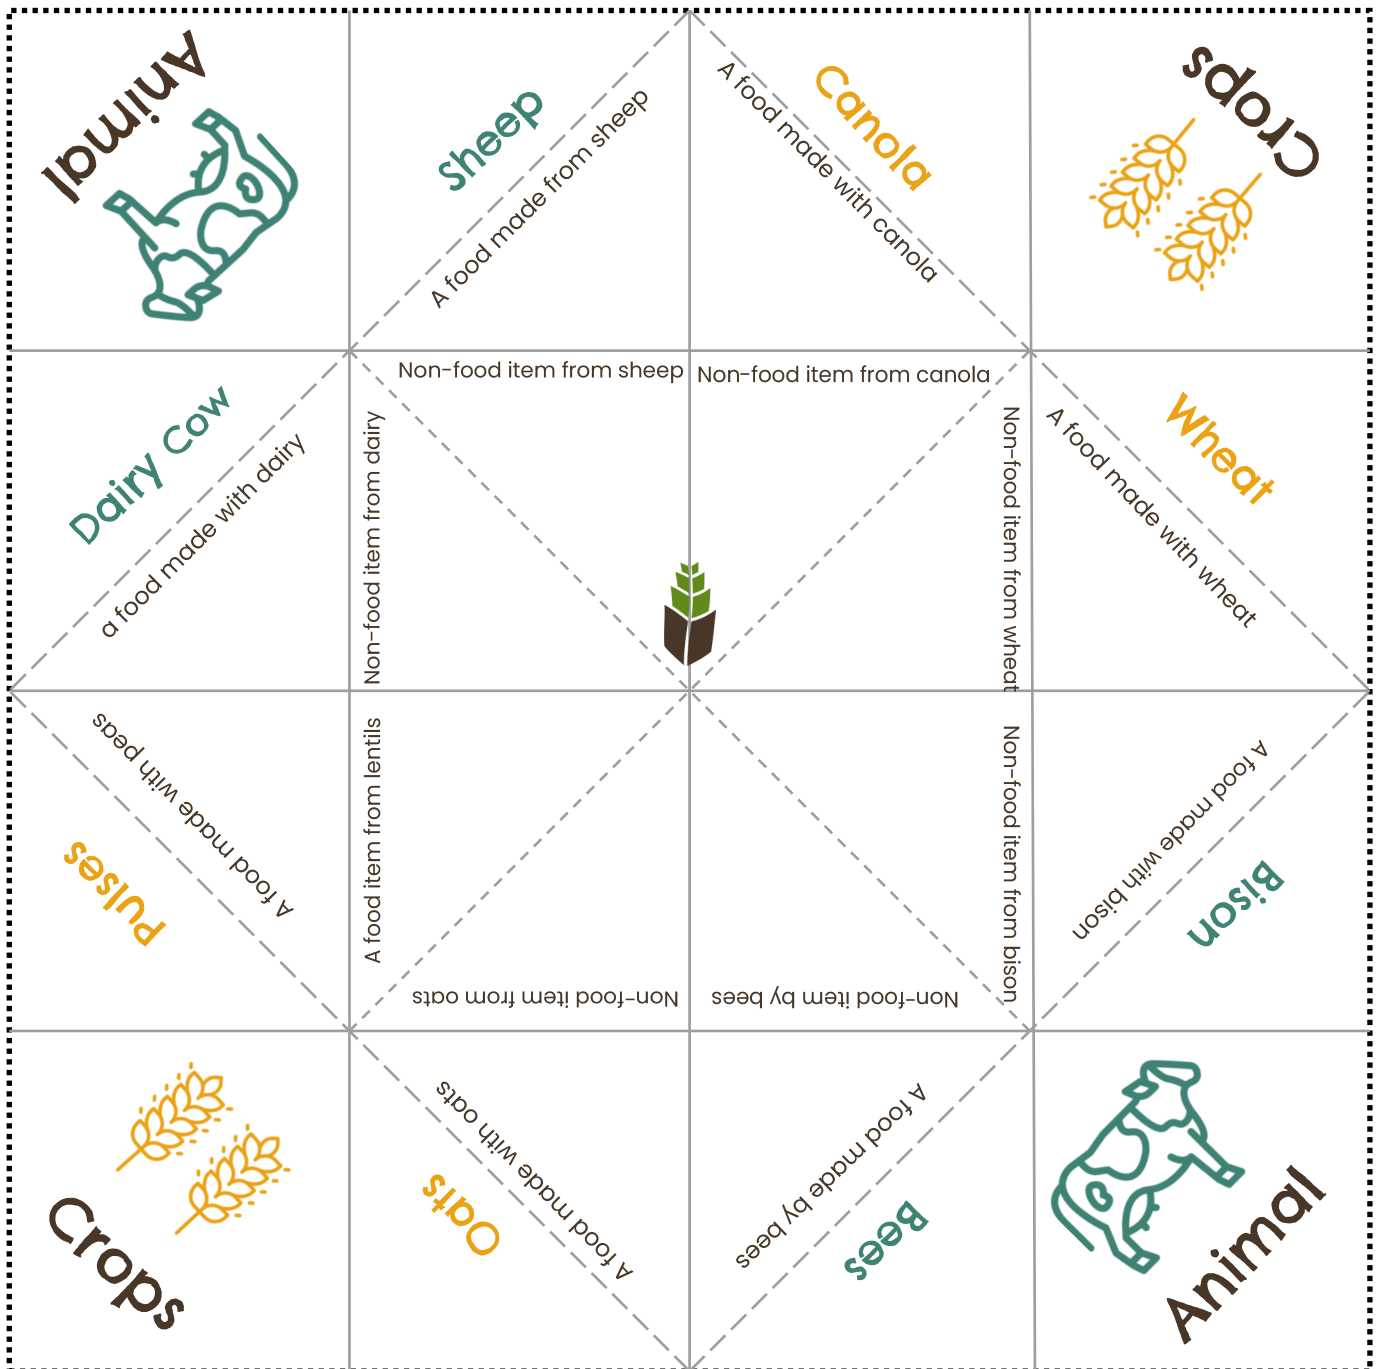 Animal
Sheep
A food made from sheep
Canola
A food made with canola
Crops
Non-food item from sheep
Non-food item from canola
Dairy Cow
a food made with dairy
Non-food item from dairy
Non-food item from wheat
Wheat
A food made with wheat
Pulses
A food made with peas
A food item from lentils
Non-food item from bison
A food made with bison
Bison
Non-food item from oats
Non-food item by bees
Crops
Oats
A food made with oats
A food made by bees
Bees
Animal